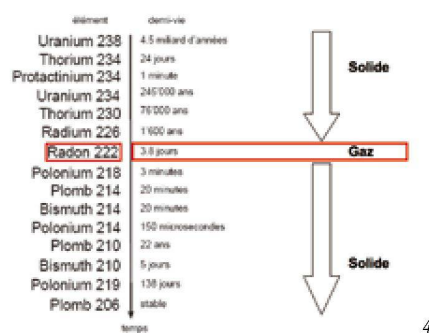 élément demi-vie
Uranium 238 4.5 miliard d'années
Thorium 234 24 jours
Solide
Protactinium 234 1 minute
Uranium 234 245'000 ans
Thorium 230 76'000 ans
Radium 226 1'600 ans
Radon 222 3.8 jours Gaz
Polonium 218 3 minutes
Plomb 214 20 minutes
Bismuth 214 20 minutes
Polonium 214 150 microsecondes
Plomb 210 22 ans
Bismuth 210 5 jours Solide
Polonium 219 138 jours
Plomb 206 stable
temps
4